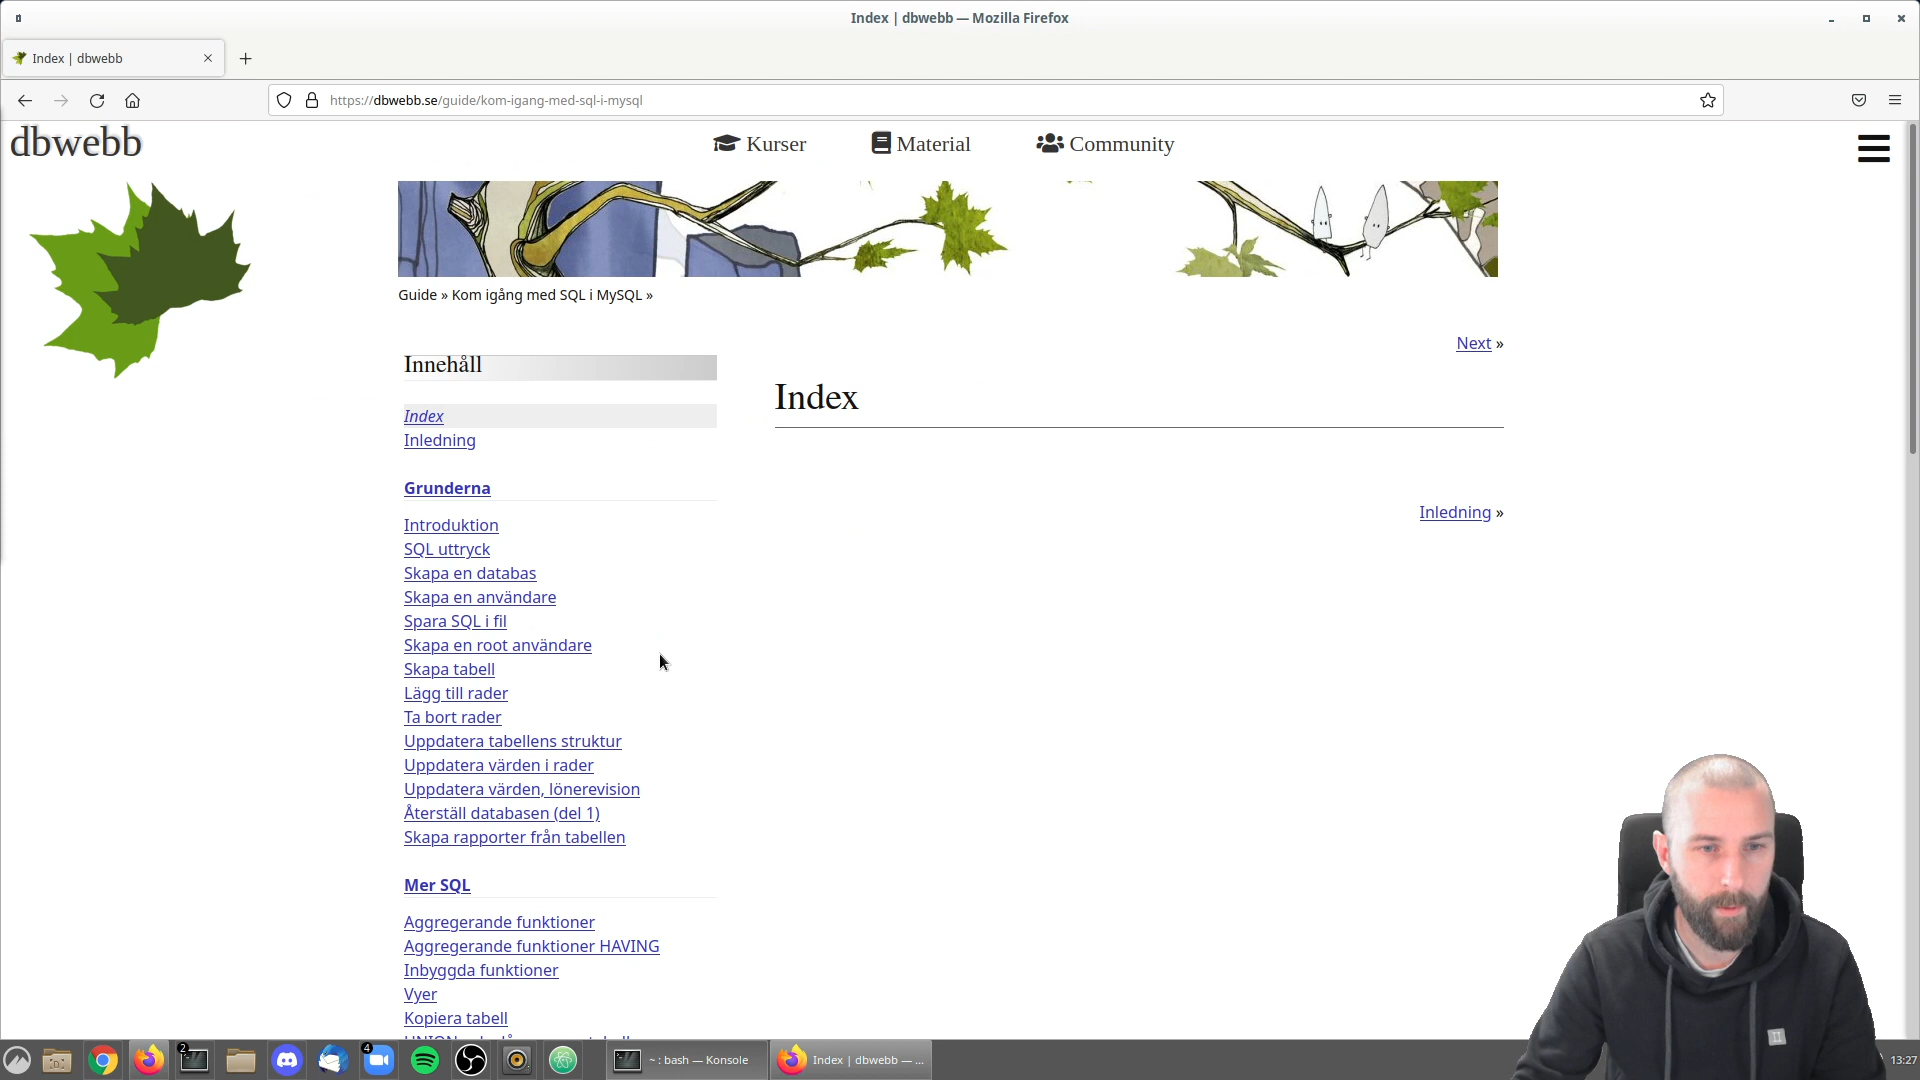 Index | dbwebb — Mozilla Firefox
Index | dbwebb
https://dbwebb.se/guide/kom-igang-med-sql-i-mysql
dbwebb
Kurser
Material
Community
Guide » Kom igång med SQL i MySQL »
Next »
Innehåll
Index
Index
Inledning
Grunderna
Inledning »
Introduktion
SQL uttryck
Skapa en databas
Skapa en användare
Spara SQL i fil
Skapa en root användare
Skapa tabell
Lägg till rader
Ta bort rader
Uppdatera tabellens struktur
Uppdatera värden i rader
Uppdatera värden, lönerevision
Återställ databasen (del 1)
Skapa rapporter från tabellen
Mer SQL
Aggregerande funktioner
Aggregerande funktioner HAVING
Inbyggda funktioner
Vyer
Kopiera tabell
2
4
~ : bash — Konsole
Index | dbwebb — ...
13:27